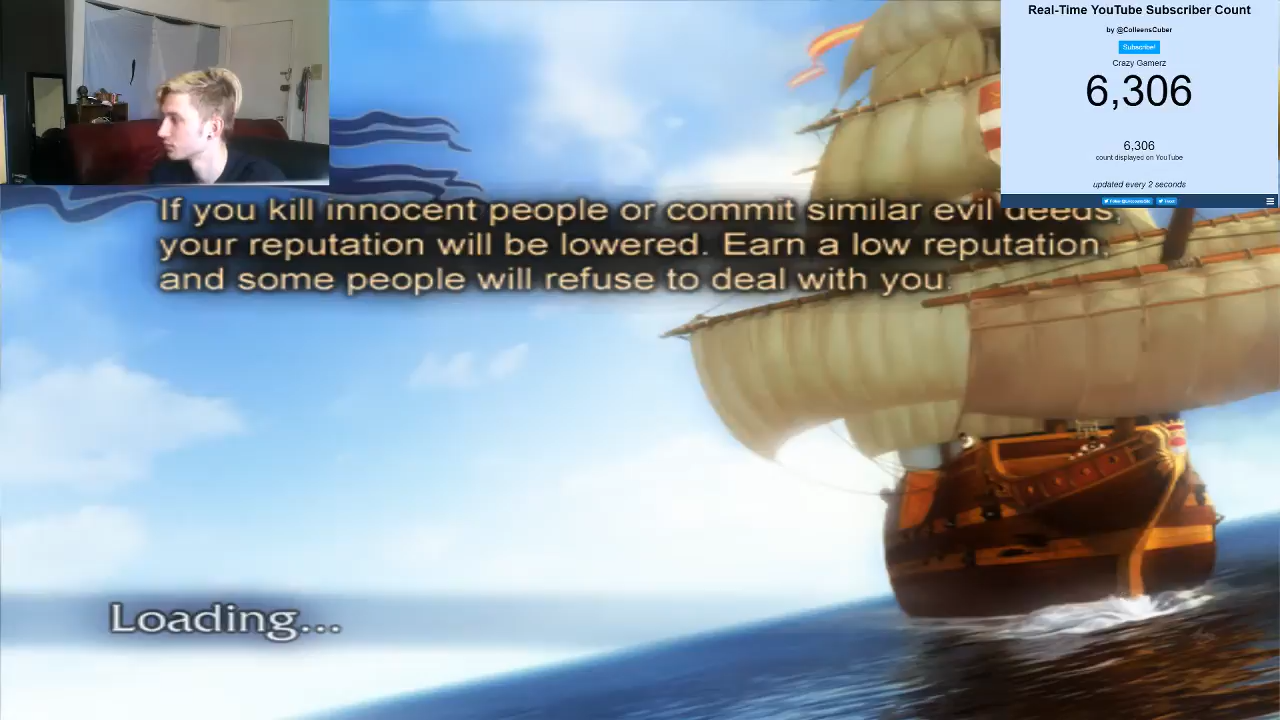 Real-Time YouTube Subscriber Count
by @ColleensCuber
Subscribe!
Crazy Gamerz
6,306
6,306
count displayed on YouTube
updated every 2 seconds
Tweet
If you kill innocent people or commit similar evil deeds,
your reputation will be lowered. Earn a low reputation,
and some people will refuse to deal with you.
Loading...